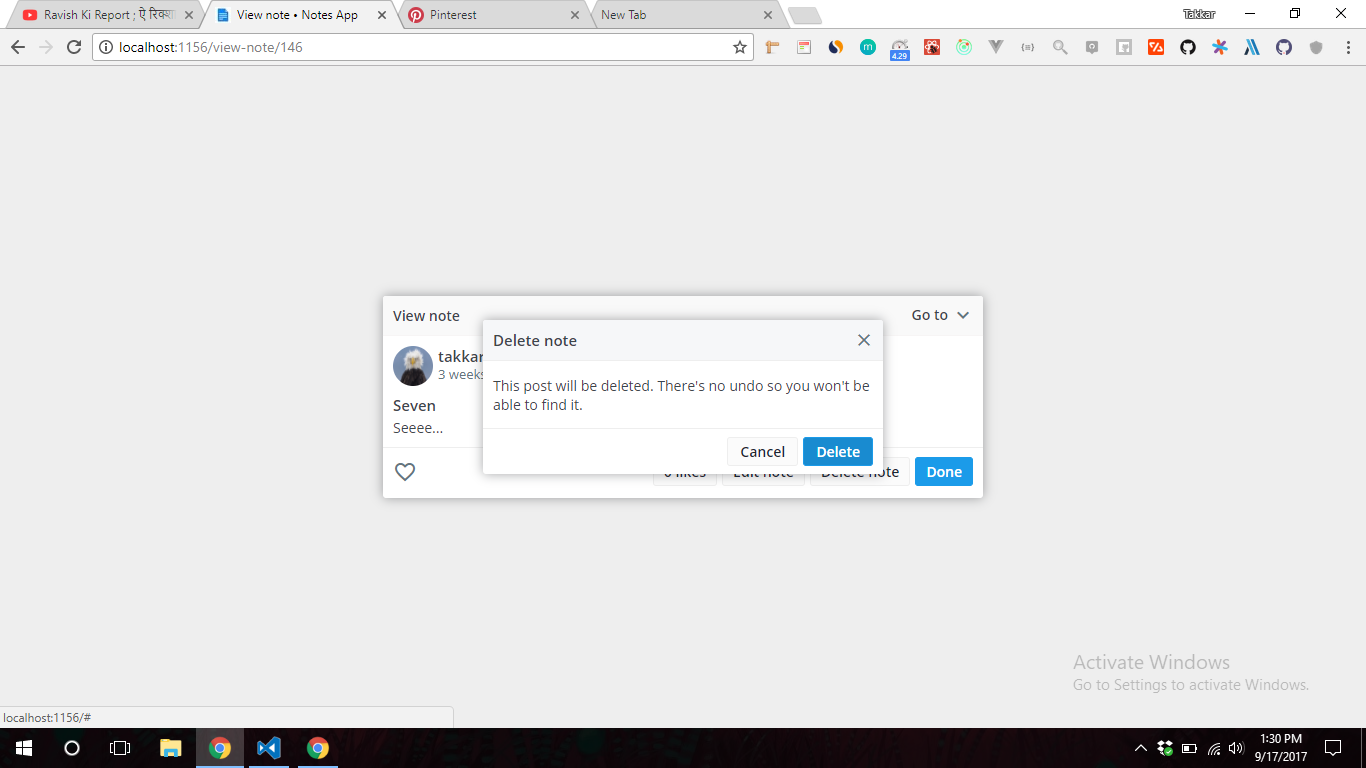 Ravish Ki Report ; ऐ रिक्शा
View note • Notes App
Pinterest
New Tab
Takkar
localhost:1156/view-note/146
4.29
View note
Go to
Delete note
takkar
3 weeks
This post will be deleted. There's no undo so you won't be
able to find it.
Seven
Seeee...
Cancel
Delete
likes
Edit note
Delete note
Done
Activate Windows
Go to Settings to activate Windows.
localhost:1156/#
1:30 PM
9/17/2017